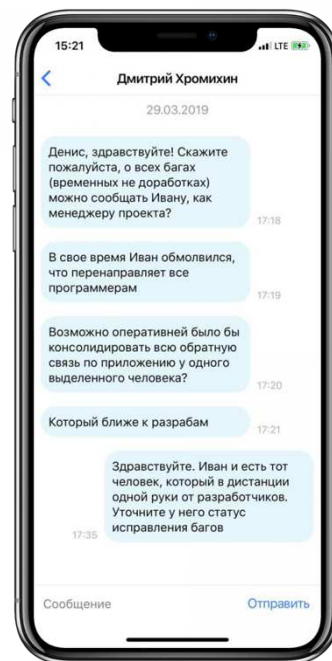 15:21
LTE
Дмитрий Хромихин
29.03.2019
Денис, здравствуйте! Скажите
пожалуйста, о всех багах
(временных не доработках)
можно сообщать Ивану, как
менеджеру проекта?
17:18
В свое время Иван обмолвился,
что перенаправляет все
программерам
17:19
Возможно оперативней было бы
консолидировать всю обратную
связь по приложению у одного
выделенного человека?
17:20
Который ближе к разрабам
17:21
Здравствуйте. Иван и есть тот
человек, который в дистанции
одной руки от разработчиков.
Уточните у него статус
исправления багов
17:35
Сообщение
Отправить